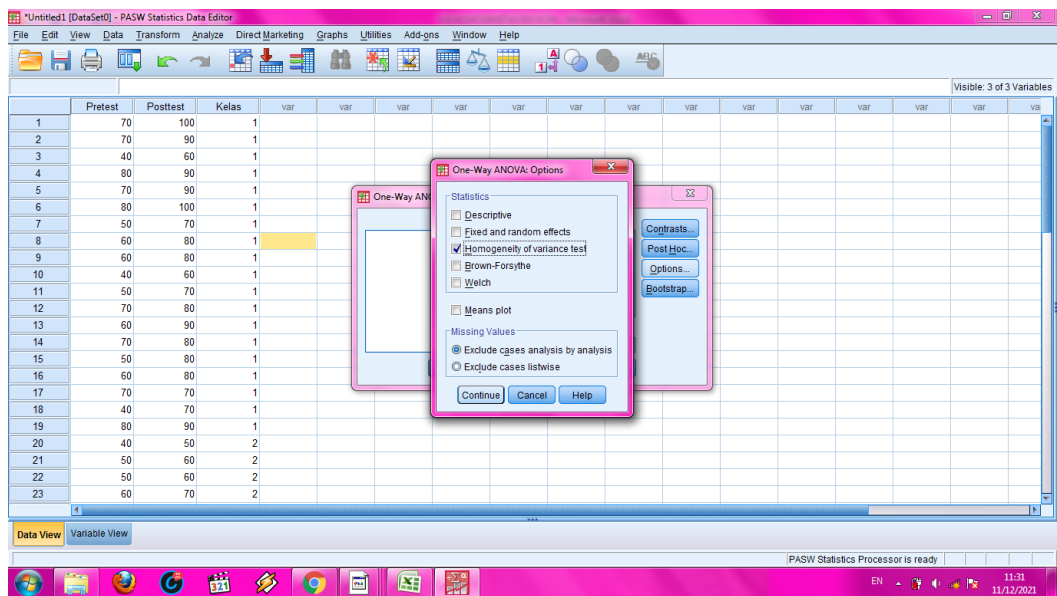 *Untitled1 [DataSet0] - PASW Statistics Data Editor
File Edit View Data Transform Analyze Direct Marketing Graphs Utilities Add-ons Window Help
Visible: 3 of 3 Variables
Pretest Posttest Kelas var var var var var var var var var var var var var va
1 70 100 1
2 70 90 1
3 40 60 1
4 80 90 1
5 70 90 1
6 80 100 1
7 50 70 1
8 60 80 1
9 60 80 1
10 40 60 1
11 50 70 1
12 70 80 1
13 60 90 1
14 70 80 1
15 50 80 1
16 60 80 1
17 70 70 1
18 40 70 1
19 80 90 1
20 40 50 2
21 50 60 2
22 50 60 2
23 60 70 2
One-Way ANO
Contrasts...
Post Hoc...
Options...
Bootstrap...
One-Way ANOVA: Options
Statistics
Descriptive
Fixed and random effects
Homogeneity of variance test
Brown-Forsythe
Welch
Means plot
Missing Values
Exclude cases analysis by analysis
Exclude cases listwise
Continue Cancel Help
Data View Variable View
PASW Statistics Processor is ready
EN 11:31
11/12/2021